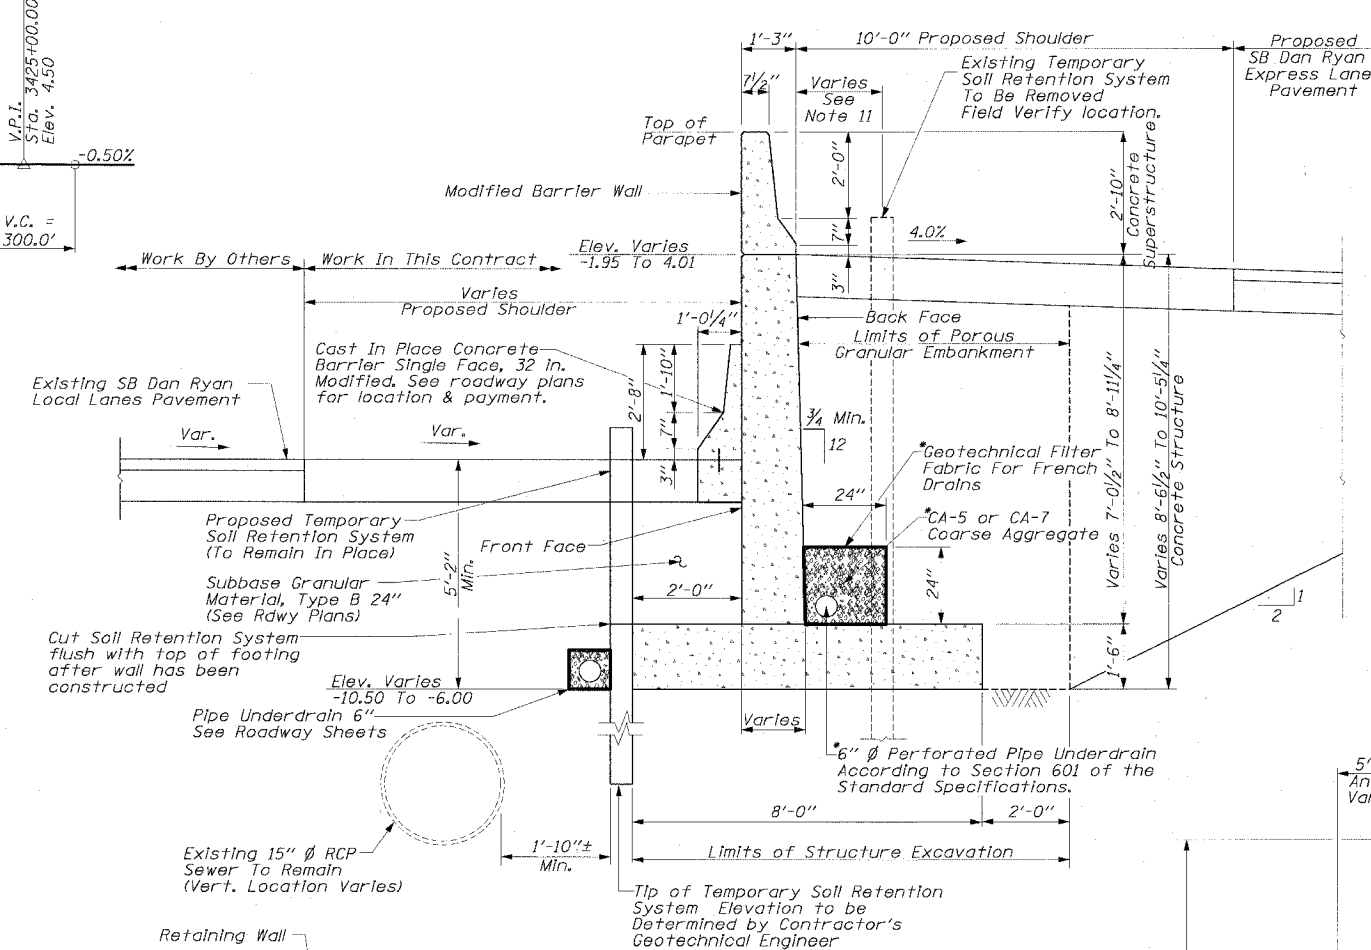 V.P.I.
Sta. 3425+00.00
Elev. 4.50
-0.50%
V.C. =
300.0'
1'-3"
10'-0" Proposed Shoulder
Proposed
SB Dan Ryan
Express Lane
Pavement
7½"
Varies
See
Note 11
Existing Temporary
Soil Retention System
To Be Removed
Field Verify location.
Top of
Parapet
2'-0"
2'-10"
Concrete
Superstructure
Modified Barrier Wall
7"
4.0%
Work By Others
Work In This Contract
Elev. Varies
-1.95 To 4.01
3"
Varies
Proposed Shoulder
1'-0¼"
Back Face
Limits of Porous
Granular Embankment
Cast In Place Concrete
Barrier Single Face, 32 in.
Modified. See roadway plans
for location & payment.
2'-8"
1'-10"
7"
3"
Existing SB Dan Ryan
Local Lanes Pavement
Var.
Var.
¾ Min.
12
*Geotechnical Filter
Fabric For French
Drains
Varies 7'-0½" To 8'-11¼"
Varies 8'-6½" To 10'-5¼"
Concrete Structure
24"
*CA-5 or CA-7
Coarse Aggregate
Proposed Temporary
Soil Retention System
(To Remain In Place)
Front Face
5'-2"
Min.
Subbase Granular
Material, Type B 24"
(See Rdwy Plans)
2'-0"
24"
1
2
Cut Soil Retention System
flush with top of footing
after wall has been
constructed
1'-6"
Elev. Varies
-10.50 To -6.00
Pipe Underdrain 6"
See Roadway Sheets
Varies
*6" Ø Perforated Pipe Underdrain
According to Section 601 of the
Standard Specifications.
5'
An
Var
8'-0"
2'-0"
Existing 15" Ø RCP
Sewer To Remain
(Vert. Location Varies)
1'-10"±
Min.
Limits of Structure Excavation
Tip of Temporary Soil Retention
System Elevation to be
Determined by Contractor's
Geotechnical Engineer
Retaining Wall